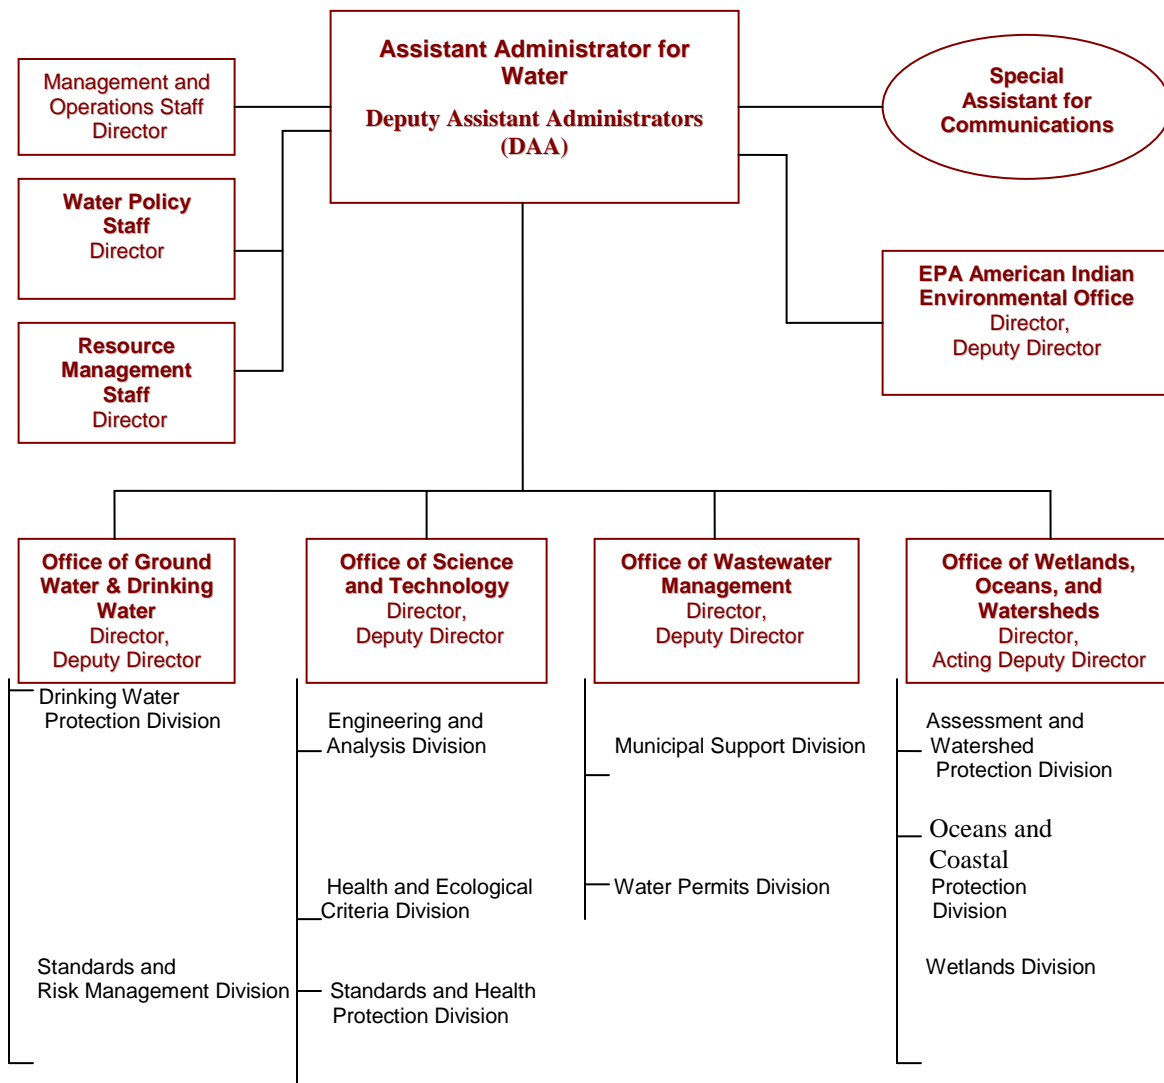 Assistant Administrator for
Water
Deputy Assistant Administrators
(DAA)
Management and
Operations Staff
Director
Special
Assistant for
Communications
Water Policy
Staff
Director
EPA American Indian
Environmental Office
Director,
Deputy Director
Resource
Management
Staff
Director
Office of Ground
Water & Drinking
Water
Director,
Deputy Director
Drinking Water
Protection Division
Standards and
Risk Management Division
Office of Science
and Technology
Director,
Deputy Director
Engineering and
Analysis Division
Health and Ecological
Criteria Division
Standards and Health
Protection Division
Office of Wastewater
Management
Director,
Deputy Director
Municipal Support Division
Water Permits Division
Office of Wetlands,
Oceans, and
Watersheds
Director,
Acting Deputy Director
Assessment and
Watershed
Protection Division
Oceans and
Coastal
Protection
Division
Wetlands Division